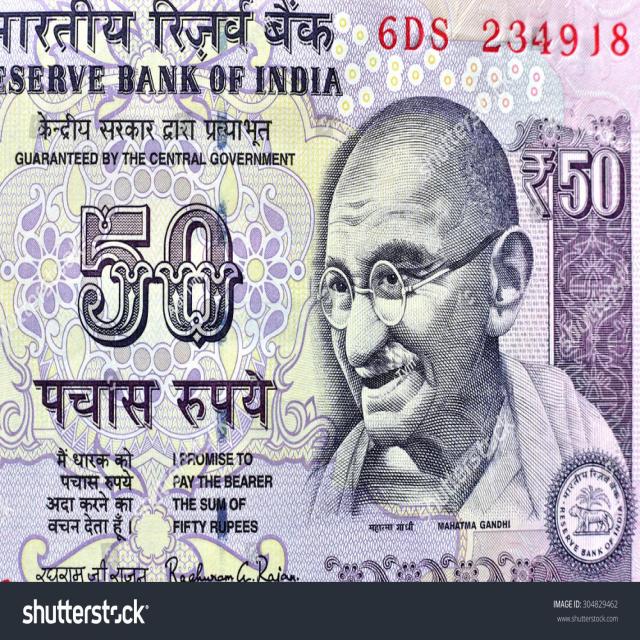 भारतीय रिज़र्व बैंक
6DS 234918
RESERVE BANK OF INDIA
केन्द्रीय सरकार द्वारा प्रत्याभूत
GUARANTEED BY THE CENTRAL GOVERNMENT
₹50
50
पचास रुपये
मैं धारक को
पचास रुपये
अदा करने का
वचन देता हूँ।
I PROMISE TO
PAY THE BEARER
THE SUM OF
FIFTY RUPEES
महात्मा गांधी MAHATMA GANDHI
भारतीय रिज़र्व बैंक
RESERVE BANK OF INDIA
रघुराम जी राजन Raghuram G. Rajan
shutterstock
IMAGE ID: 304829462
www.shutterstock.com